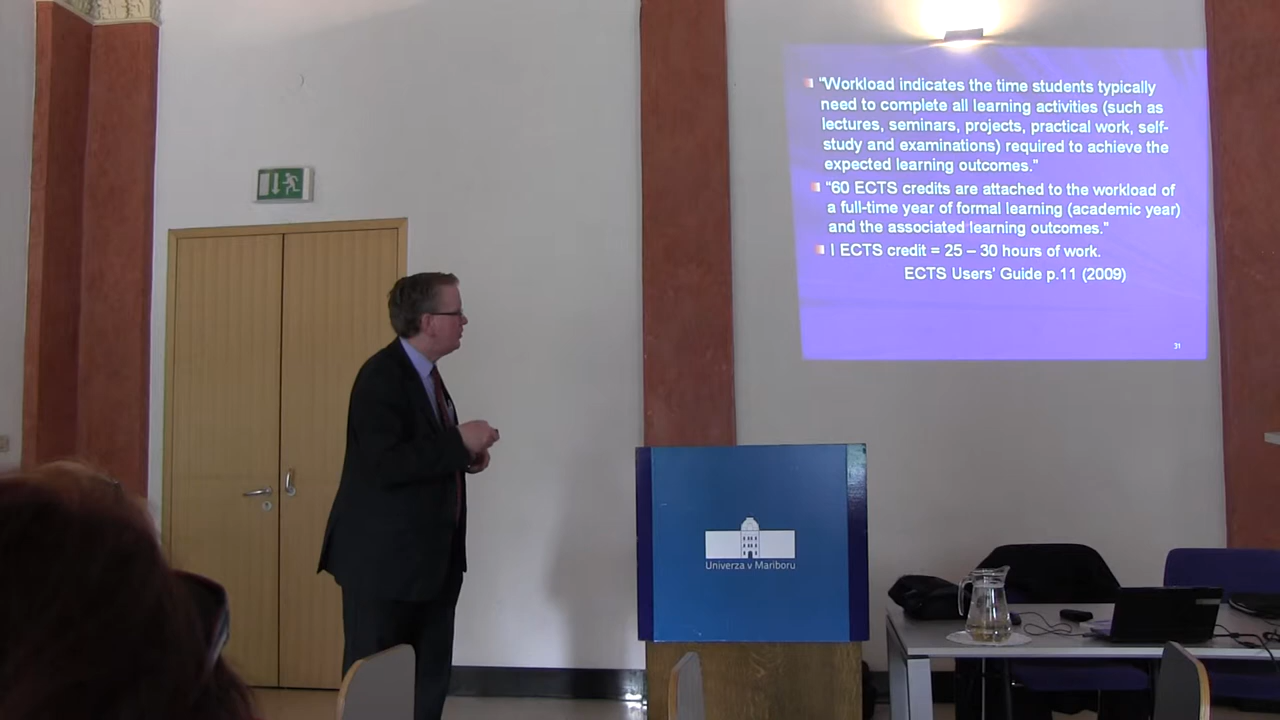 "Workload indicates the time students typically
need to complete all learning activities (such as
lectures, seminars, projects, practical work, self-
study and examinations) required to achieve the
expected learning outcomes."
"60 ECTS credits are attached to the workload of
a full-time year of formal learning (academic year)
and the associated learning outcomes."
I ECTS credit = 25 – 30 hours of work.
ECTS Users' Guide p.11 (2009)
31
Univerza v Mariboru